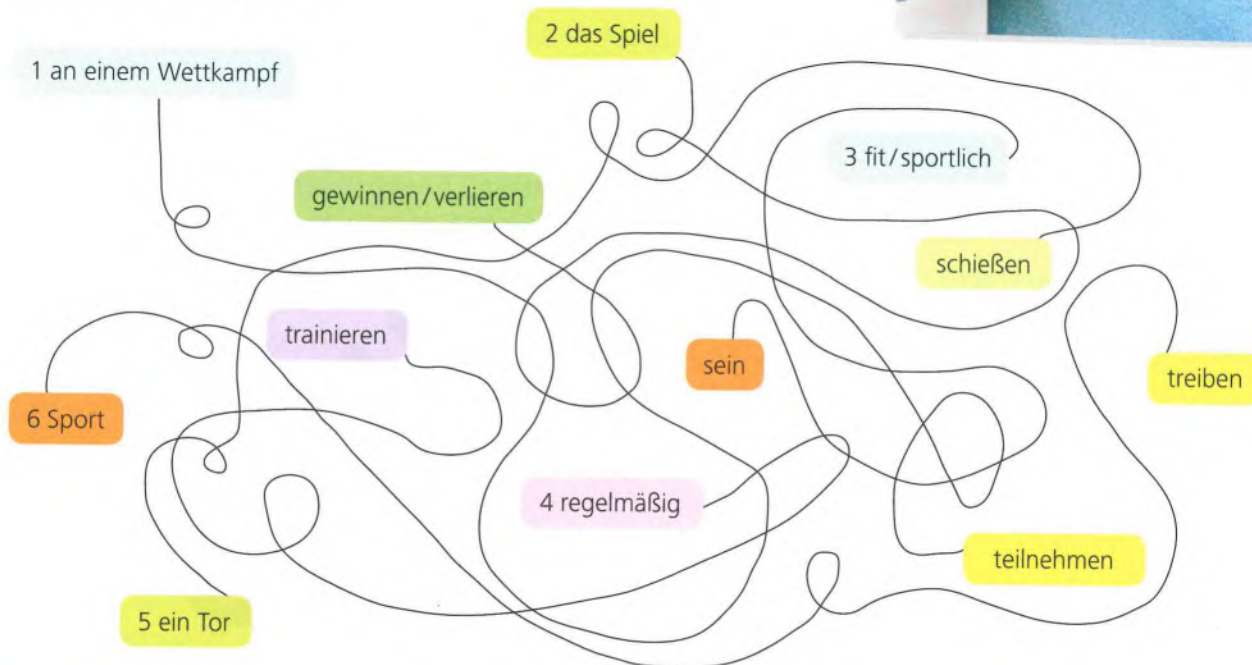 2 das Spiel
1 an einem Wettkampf
3 fit/sportlich
gewinnen/verlieren
schießen
trainieren
sein
treiben
6 Sport
4 regelmäßig
teilnehmen
5 ein Tor